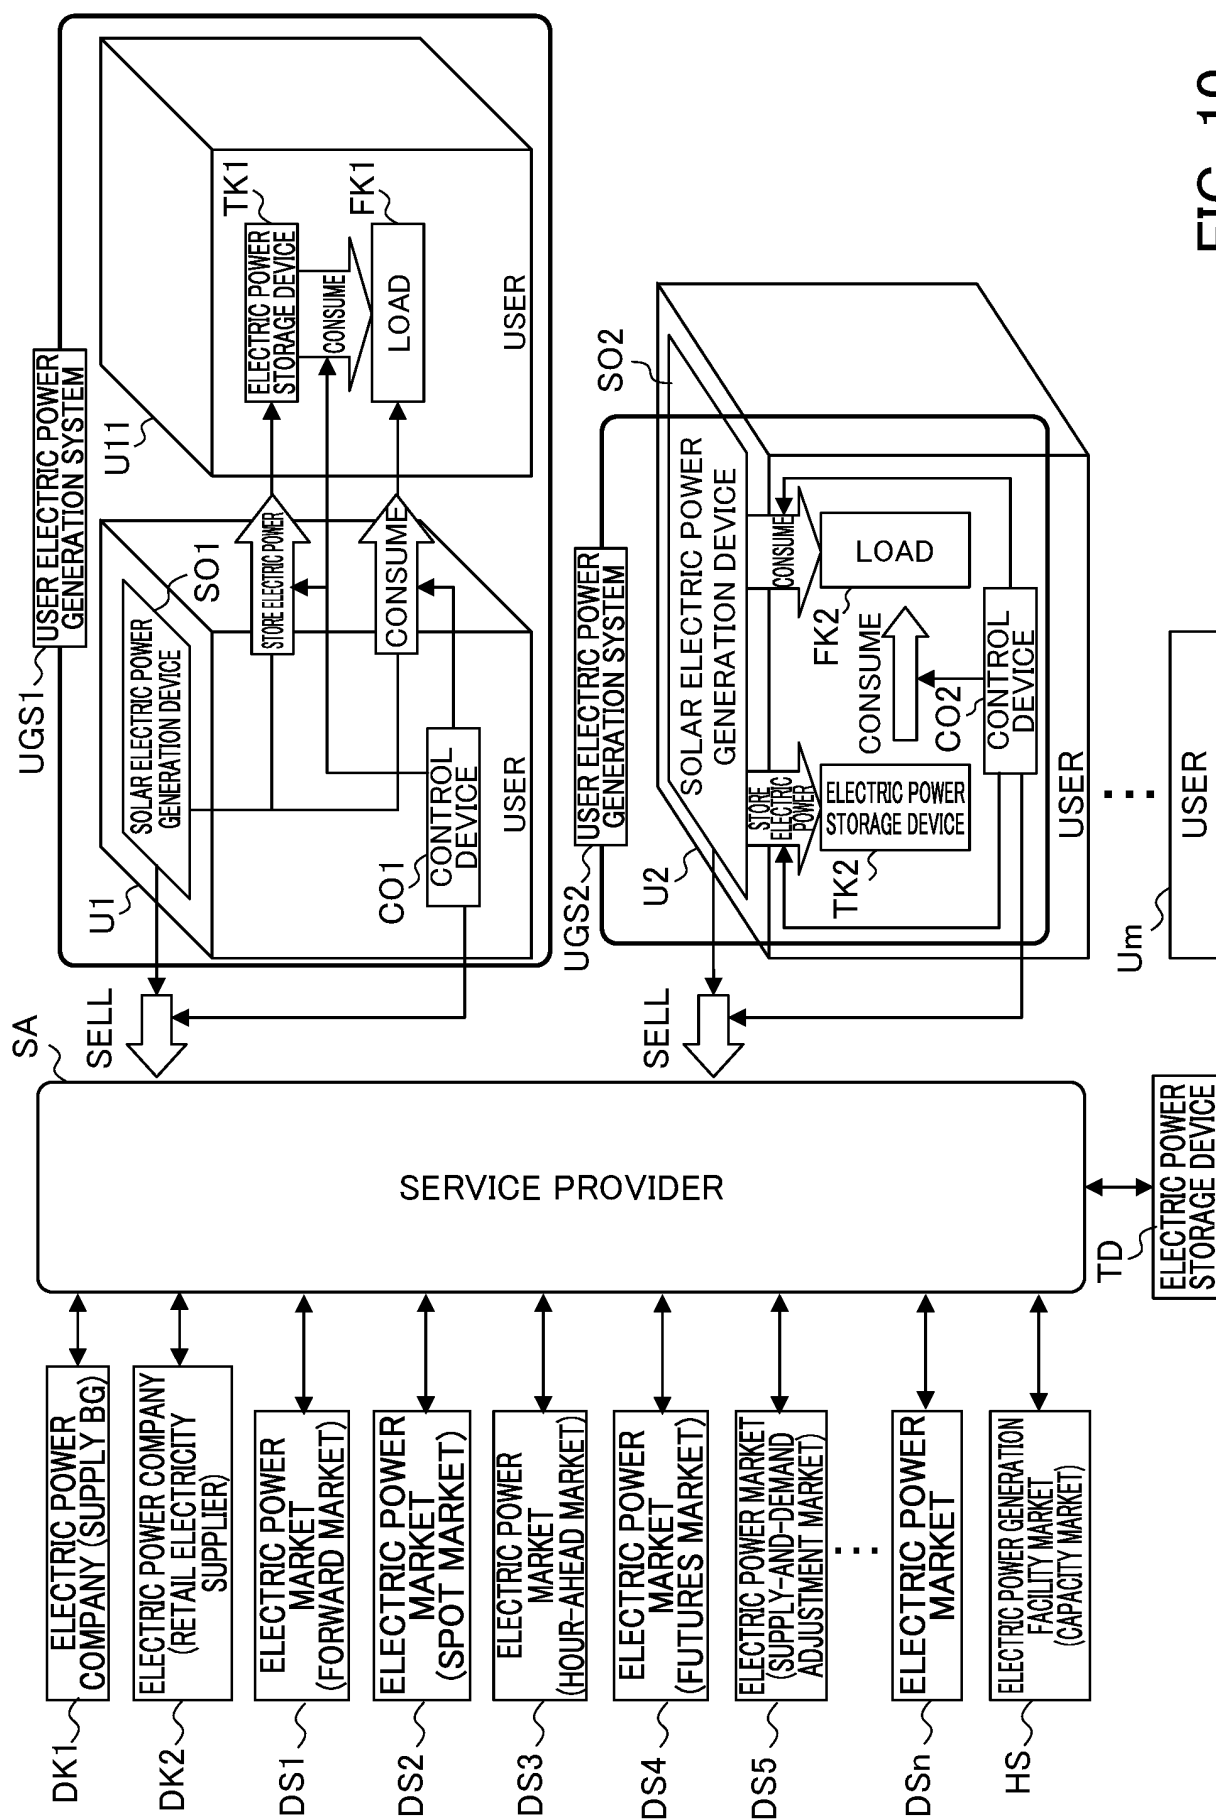 DK1
ELECTRIC POWER
COMPANY (SUPPLY BG)
DK2
ELECTRIC POWER COMPANY
(RETAIL ELECTRICITY
SUPPLIER)
DS1
ELECTRIC POWER
MARKET
(FORWARD MARKET)
DS2
ELECTRIC POWER
MARKET
(SPOT MARKET)
DS3
ELECTRIC POWER
MARKET
(HOUR-AHEAD MARKET)
DS4
ELECTRIC POWER
MARKET
(FUTURES MARKET)
DS5
ELECTRIC POWER MARKET
(SUPPLY-AND-DEMAND
ADJUSTMENT MARKET)
...
DSn
ELECTRIC POWER
MARKET
HS
ELECTRIC POWER GENERATION
FACILITY MARKET
(CAPACITY MARKET)
SA
SERVICE PROVIDER
TD
ELECTRIC POWER
STORAGE DEVICE
SELL
UGS1
USER ELECTRIC POWER
GENERATION SYSTEM
U1
SOLAR ELECTRIC POWER
GENERATION DEVICE
SO1
STORE ELECTRIC POWER
CONSUME
CO1
CONTROL
DEVICE
USER
U11
TK1
ELECTRIC POWER
STORAGE DEVICE
CONSUME
FK1
LOAD
USER
SELL
UGS2
USER ELECTRIC POWER
GENERATION SYSTEM
U2
SOLAR ELECTRIC POWER
GENERATION DEVICE
SO2
STORE
ELECTRIC
POWER
CONSUME
TK2
ELECTRIC POWER
STORAGE DEVICE
FK2
LOAD
CONSUME
CO2
CONTROL
DEVICE
USER
...
Um
USER